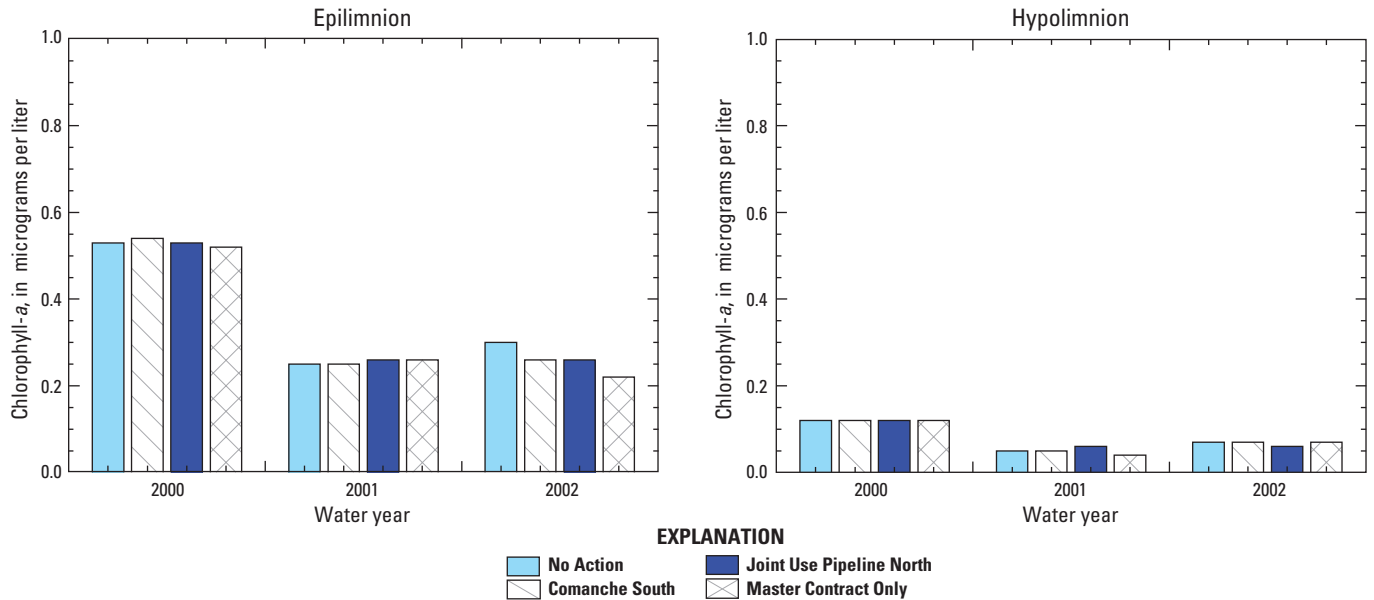 Epilimnion
1.0
0.8
0.6
0.4
0.2
0.0
Chlorophyll-a, in micrograms per liter
2000
2001
2002
Water year
Hypolimnion
1.0
0.8
0.6
0.4
0.2
0.0
Chlorophyll-a, in micrograms per liter
2000
2001
2002
Water year
EXPLANATION
No Action
Joint Use Pipeline North
Comanche South
Master Contract Only